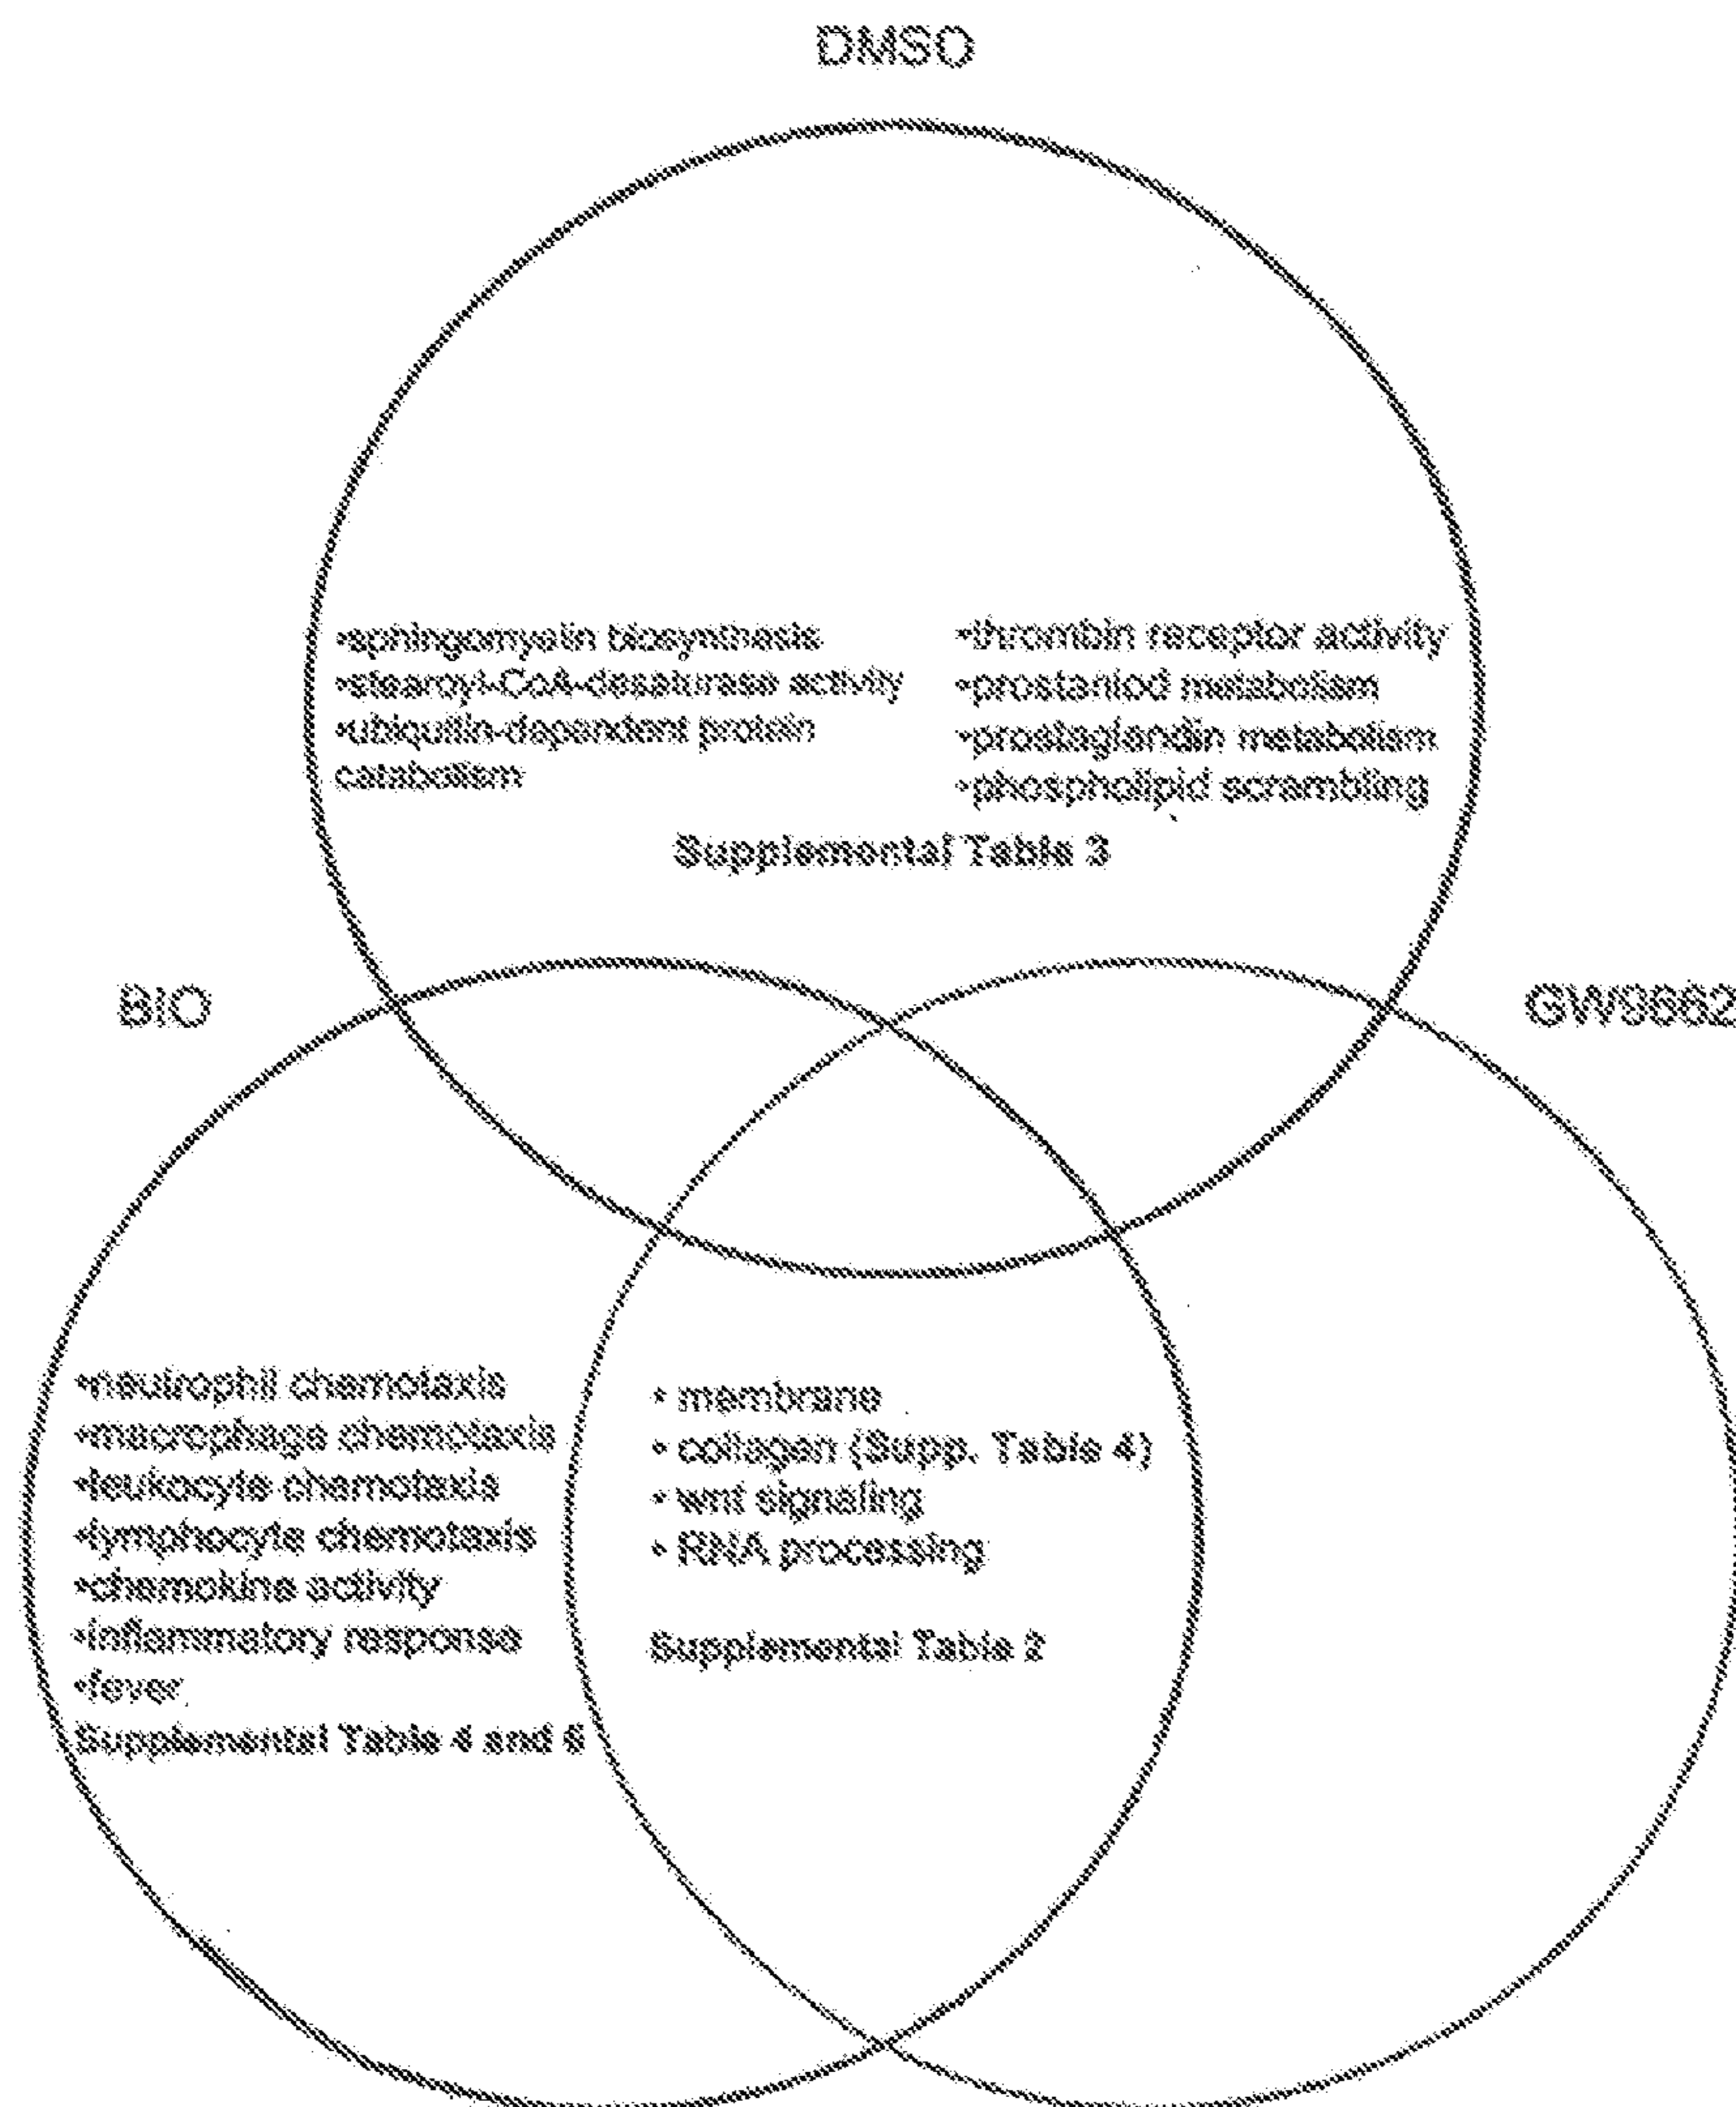 DMSO
•sphingomyelin biosynthesis
•stearoyl-CoA-desaturase activity
•ubiquitin-dependent protein
catabolism
•thrombin receptor activity
•prostaniod metabolism
•prostaglandin metabolism
•phospholipid scrambling
Supplemental Table 3
BIO
GW9662
•neutrophil chemotaxis
•macrophage chemotaxis
•leukocyte chemotaxis
•lymphocyte chemotaxis
•chemokine activity
•inflammatory response
•fever
Supplemental Table 4 and 6
• membrane
• collagen (Supp. Table 4)
• wnt signaling
• RNA processing
Supplemental Table 2